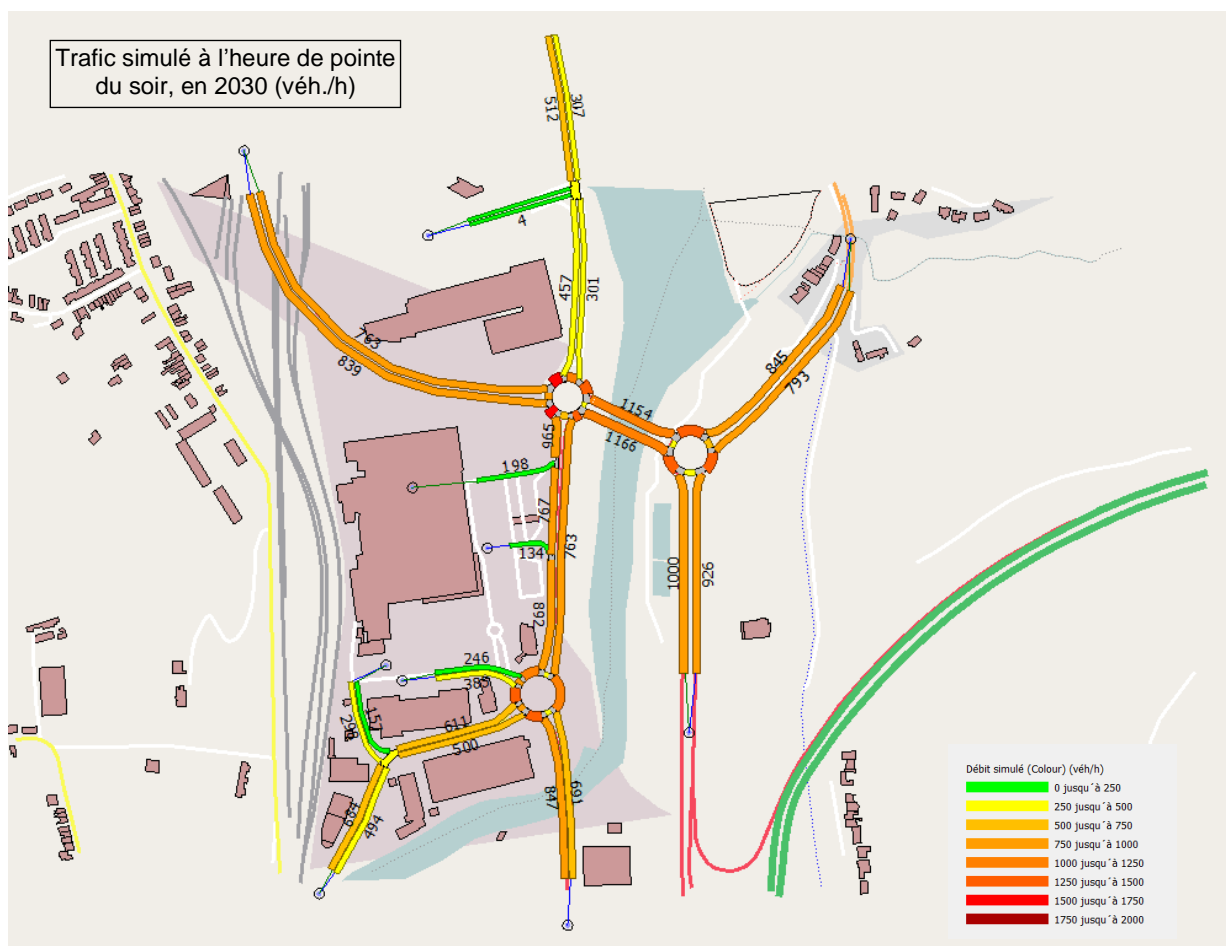 Trafic simulé à l'heure de pointe
du soir, en 2030 (véh./h)
512
307
4
457
301
763
839
845
793
1154
1166
965
198
797
763
134
892
1000
926
246
385
157
611
500
684
494
847
691
Débit simulé (Colour) (véh/h)
0 jusqu´à 250
250 jusqu´à 500
500 jusqu´à 750
750 jusqu´à 1000
1000 jusqu´à 1250
1250 jusqu´à 1500
1500 jusqu´à 1750
1750 jusqu´à 2000